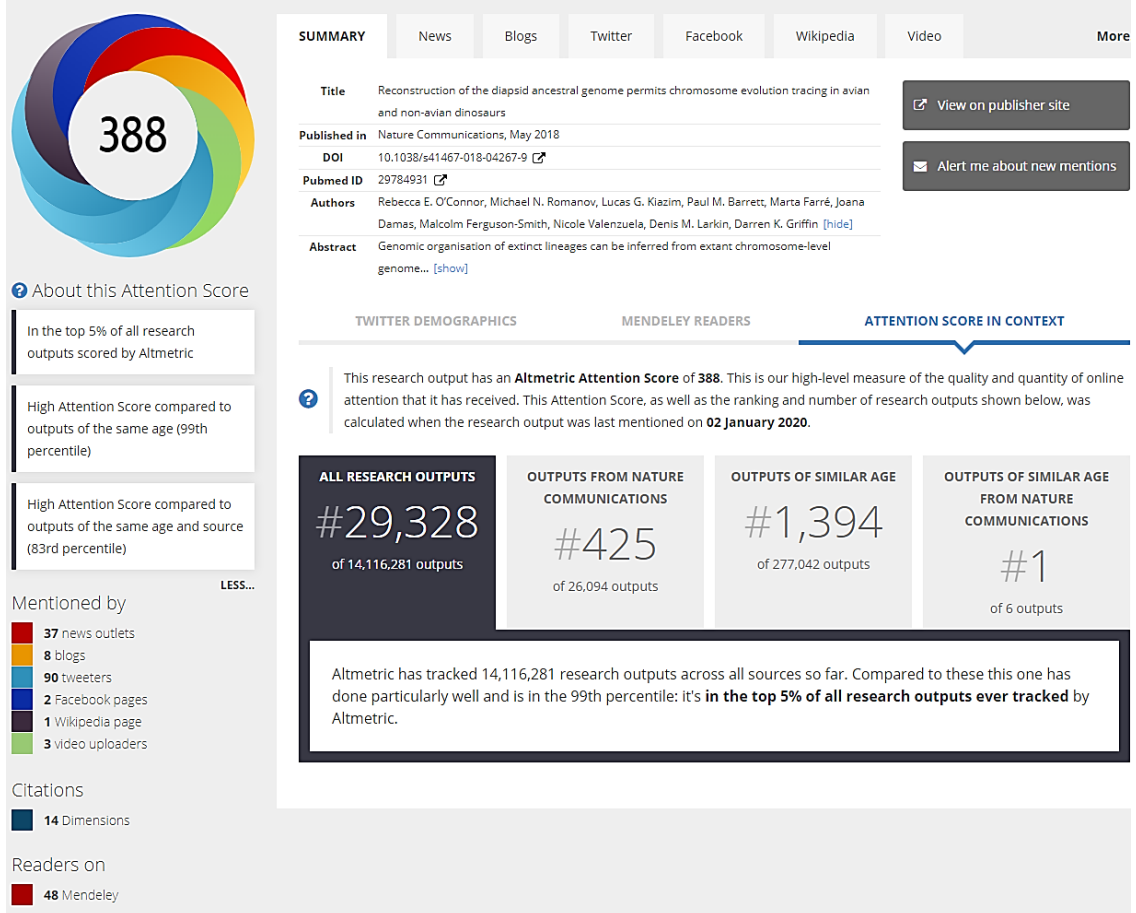 388
About this Attention Score
In the top 5% of all research
outputs scored by Altmetric
High Attention Score compared to
outputs of the same age (99th
percentile)
High Attention Score compared to
outputs of the same age and source
(83rd percentile)
LESS...
Mentioned by
37 news outlets
8 blogs
90 tweeters
2 Facebook pages
1 Wikipedia page
3 video uploaders
Citations
14 Dimensions
Readers on
48 Mendeley
SUMMARY News Blogs Twitter Facebook Wikipedia Video More
Title Reconstruction of the diapsid ancestral genome permits chromosome evolution tracing in avian
and non-avian dinosaurs
Published in Nature Communications, May 2018
DOI 10.1038/s41467-018-04267-9
Pubmed ID 29784931
Authors Rebecca E. O'Connor, Michael N. Romanov, Lucas G. Kiazim, Paul M. Barrett, Marta Farré, Joana
Damas, Malcolm Ferguson-Smith, Nicole Valenzuela, Denis M. Larkin, Darren K. Griffin [hide]
Abstract Genomic organisation of extinct lineages can be inferred from extant chromosome-level
genome... [show]
View on publisher site
Alert me about new mentions
TWITTER DEMOGRAPHICS MENDELEY READERS ATTENTION SCORE IN CONTEXT
? This research output has an Altmetric Attention Score of 388. This is our high-level measure of the quality and quantity of online
attention that it has received. This Attention Score, as well as the ranking and number of research outputs shown below, was
calculated when the research output was last mentioned on 02 January 2020.
ALL RESEARCH OUTPUTS
#29,328
of 14,116,281 outputs
OUTPUTS FROM NATURE
COMMUNICATIONS
#425
of 26,094 outputs
OUTPUTS OF SIMILAR AGE
#1,394
of 277,042 outputs
OUTPUTS OF SIMILAR AGE
FROM NATURE
COMMUNICATIONS
#1
of 6 outputs
Altmetric has tracked 14,116,281 research outputs across all sources so far. Compared to these this one has
done particularly well and is in the 99th percentile: it's in the top 5% of all research outputs ever tracked by
Altmetric.